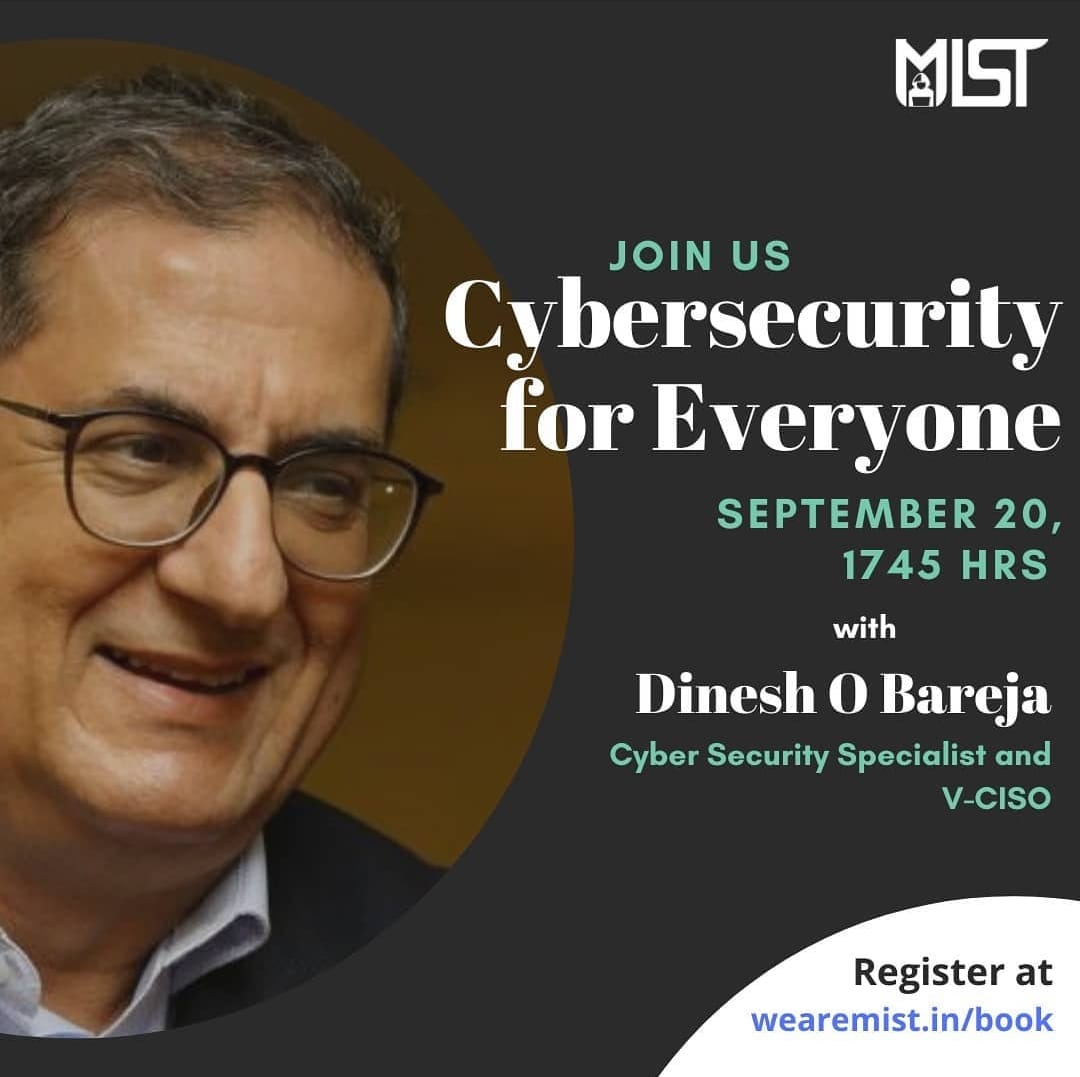 MIST
JOIN US
Cybersecurity
for Everyone
SEPTEMBER 20,
1745 HRS
with
Dinesh O Bareja
Cyber Security Specialist and
V-CISO
Register at
wearemist.in/book